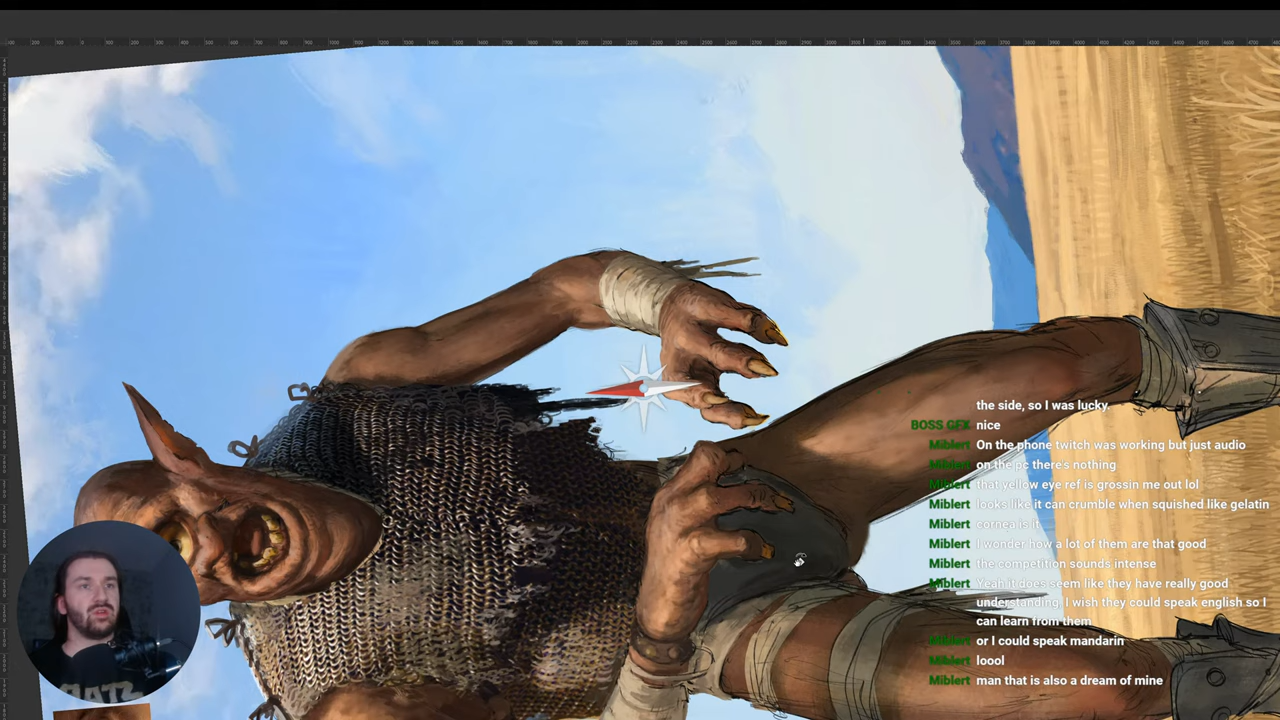 the side, so I was lucky.
BOSS GFX nice
Miblert On the phone twitch was working but just audio
Miblert on the pc there's nothing
Miblert that yellow eye ref is grossin me out lol
Miblert looks like it can crumble when squished like gelatin
Miblert cornea is it
Miblert I wonder how a lot of them are that good
Miblert the competition sounds intense
Miblert Yeah it does seem like they have really good
understanding, I wish they could speak english so I
can learn from them
Miblert or I could speak mandarin
Miblert loool
Miblert man that is also a dream of mine